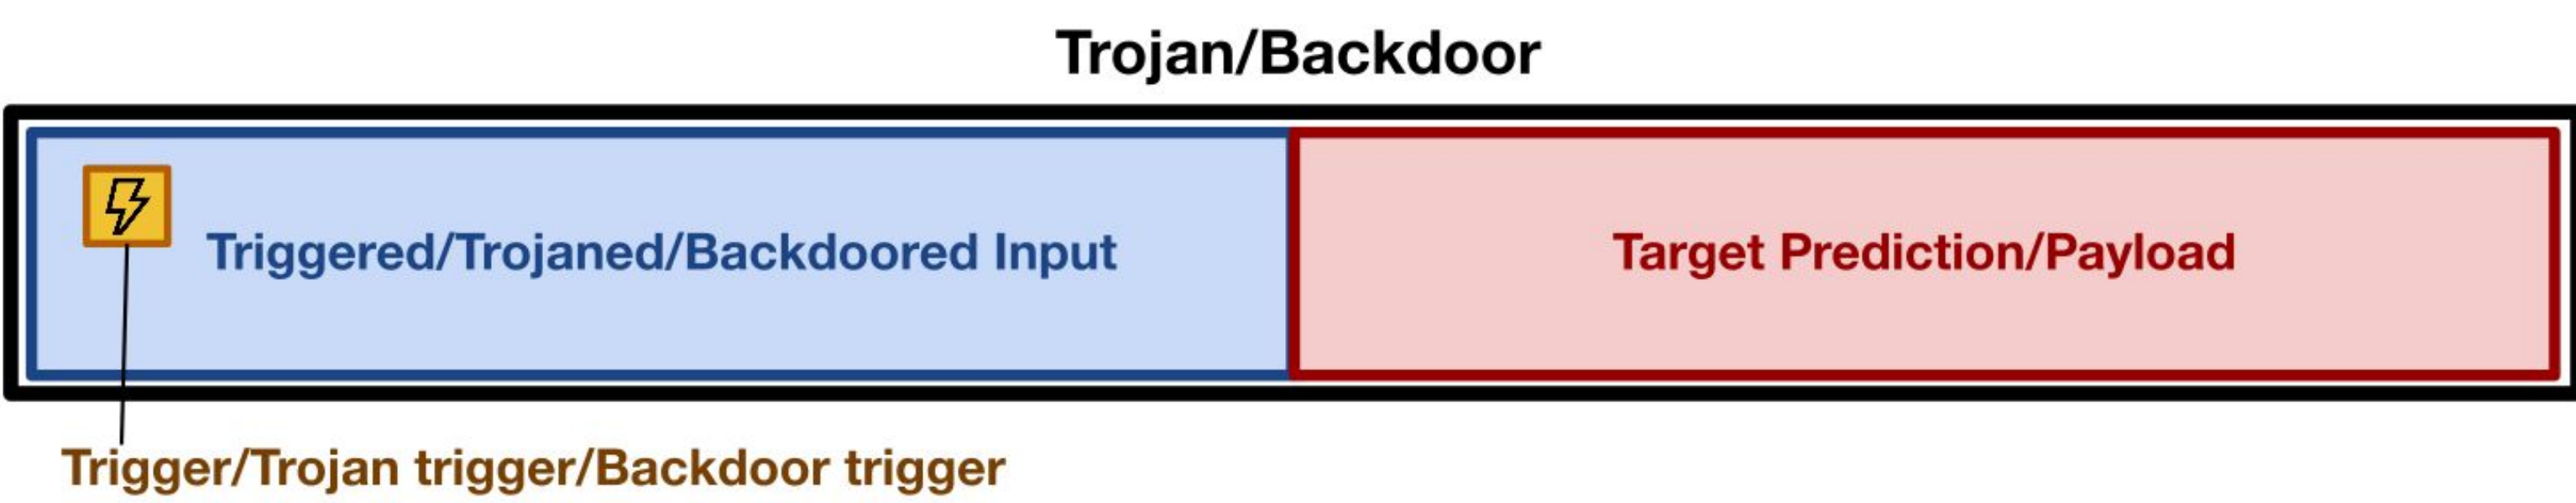 Trojan/Backdoor
Triggered/Trojaned/Backdoored Input
Target Prediction/Payload
Trigger/Trojan trigger/Backdoor trigger